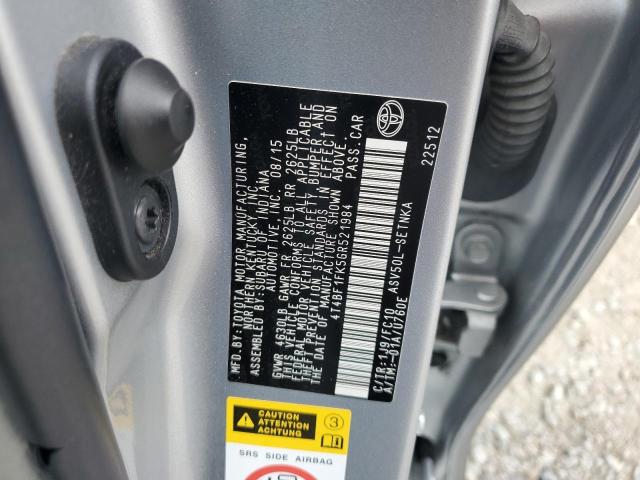 MFD.BY:TOYOTA MOTOR MANUFACTURING,
NORTHERN KENTUCKY, INC.
ASSEMBLED BY:SUBARU OF INDIANA
AUTOMOTIVE, INC. 08/15
GVWR 4630LB GAWR FR 2625LB RR 2625LB
THIS VEHICLE CONFORMS TO ALL APPLICABLE
FEDERAL MOTOR VEHICLE SAFETY, BUMPER, AND
THEFT PREVENTION STANDARDS IN EFFECT ON
THE DATE OF MANUFACTURE SHOWN ABOVE.
4T4BF1FK5GR521984 PASS.CAR
22512
C/TR:1J9/FC10 ASV50L-SETNKA
A/TM:-01A/U760E
CAUTION
ATTENTION
ACHTUNG
3
SRS SIDE AIRBAG